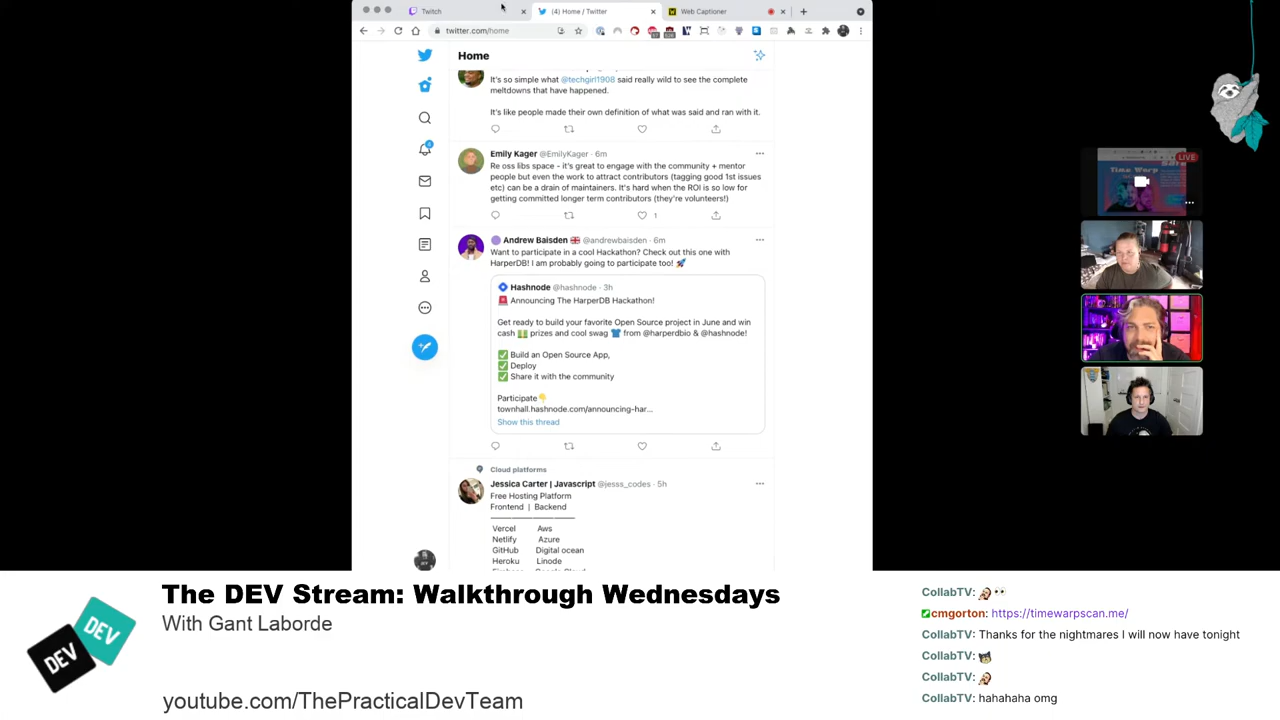 Twitch
(4) Home / Twitter
Web Captioner
twitter.com/home
Home
It's so simple what @techgirl1908 said really wild to see the complete
meltdowns that have happened.
It's like people made their own definition of what was said and ran with it.
Emily Kager @EmilyKager · 6m
Re oss libs space - it's great to engage with the community + mentor
people but even the work to attract contributors (tagging good 1st issues
etc) can be a drain of maintainers. It's hard when the ROI is so low for
getting committed longer term contributors (they're volunteers!)
1
Andrew Baisden 🇬🇧 @andrewbaisden · 6m
Want to participate in a cool Hackathon? Check out this one with
HarperDB! I am probably going to participate too! 🚀
Hashnode @hashnode · 3h
🚨 Announcing The HarperDB Hackathon!
Get ready to build your favorite Open Source project in June and win
cash 💵 prizes and cool swag 👕 from @harperdbio & @hashnode!
✅ Build an Open Source App,
✅ Deploy
✅ Share it with the community
Participate👇
townhall.hashnode.com/announcing-har...
Show this thread
Cloud platforms
Jessica Carter | Javascript @jesss_codes · 5h
Free Hosting Platform
Frontend | Backend
Vercel Aws
Netlify Azure
GitHub Digital ocean
Heroku Linode
LIVE
Time Warp
The DEV Stream: Walkthrough Wednesdays
With Gant Laborde
youtube.com/ThePracticalDevTeam
DEV
DEV
CollabTV: 👀
cmgorton: https://timewarpscan.me/
CollabTV: Thanks for the nightmares I will now have tonight
CollabTV:
CollabTV:
CollabTV: hahahaha omg